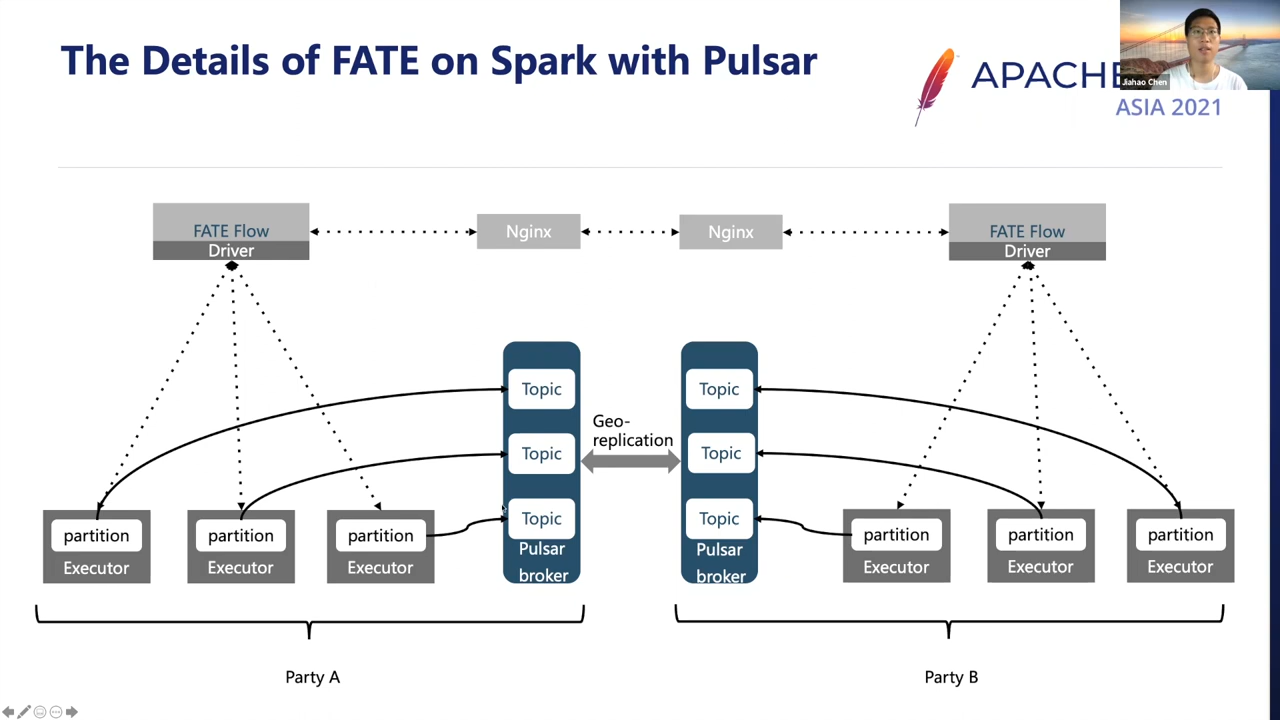 The Details of FATE on Spark with Pulsar
APACHE
ASIA 2021
Jiahao Chen
FATE Flow
Driver
Nginx
Nginx
FATE Flow
Driver
Topic
Topic
Topic
Pulsar
broker
Geo-
replication
Topic
Topic
Topic
Pulsar
broker
partition
Executor
partition
Executor
partition
Executor
partition
Executor
partition
Executor
partition
Executor
Party A
Party B